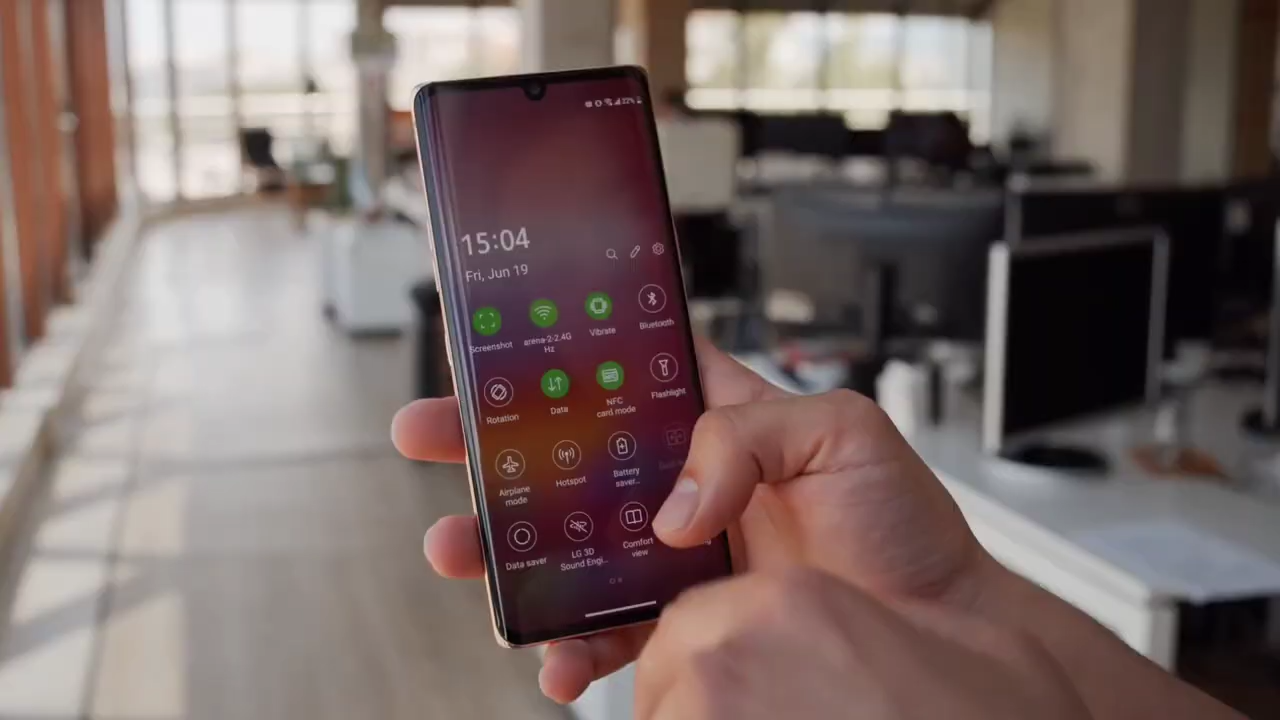 22%
15:04
Fri, Jun 19
Screenshot
arena-2-2.4G
Hz
Vibrate
Bluetooth
Rotation
Data
NFC
card mode
Flashlight
Airplane
mode
Hotspot
Battery
saver..
Data saver
LG 3D
Sound Engi..
Comfort
view